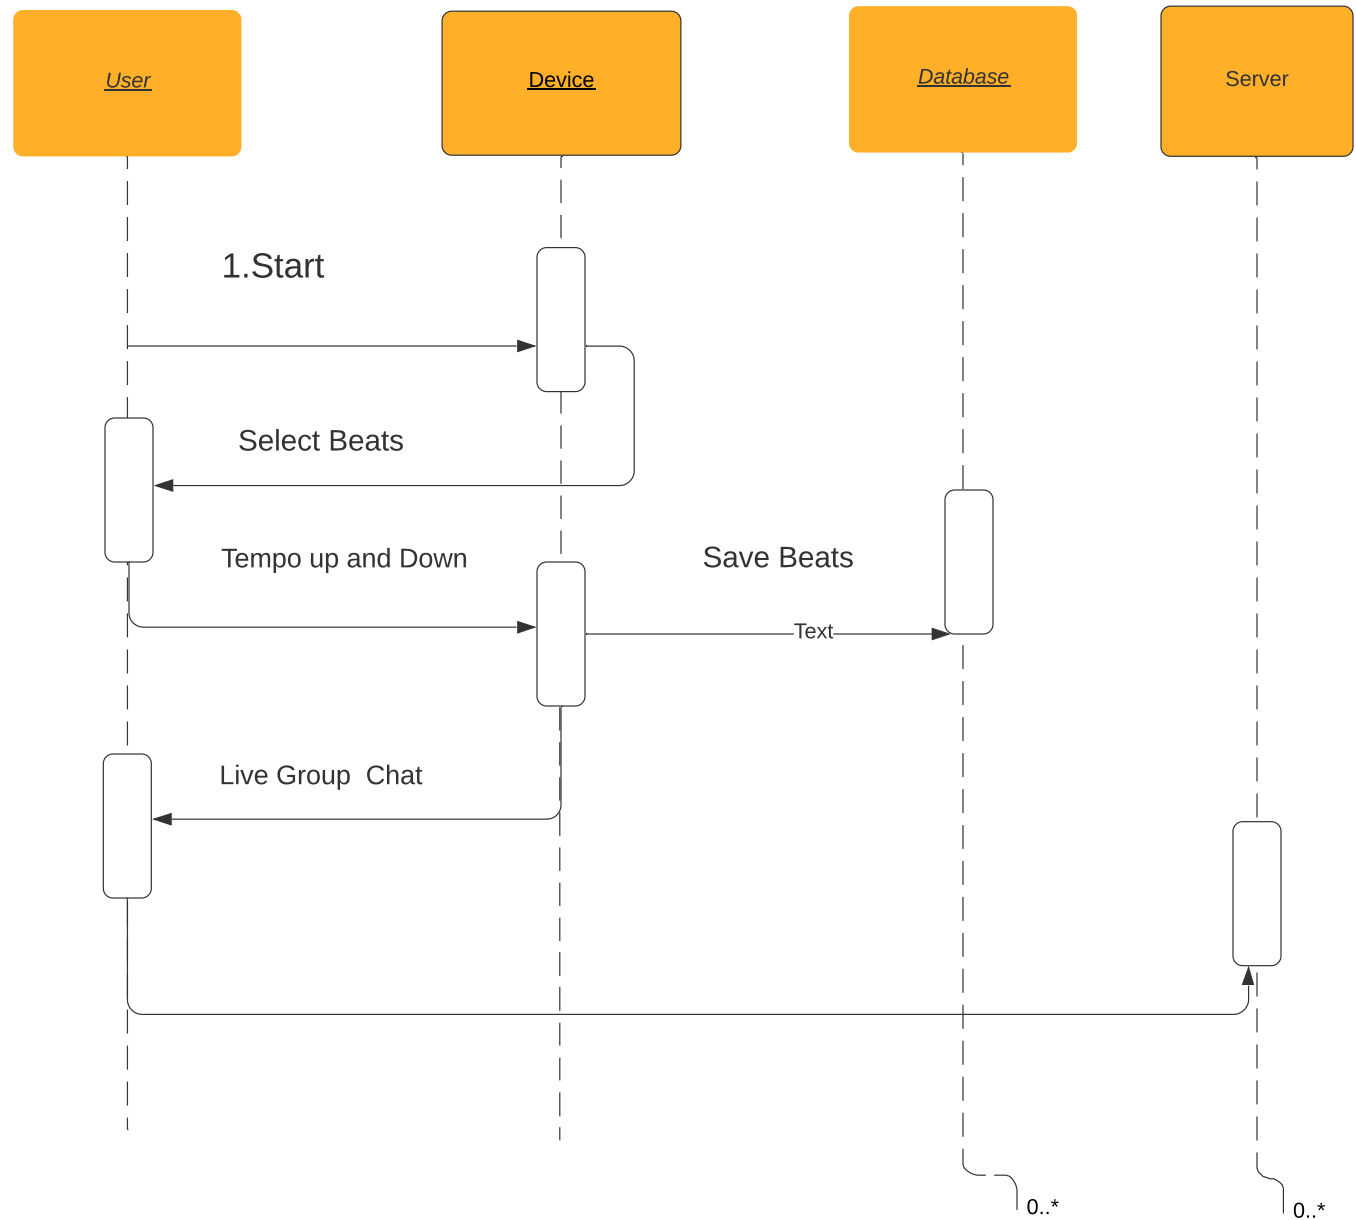 User
Device
Database
Server
1.Start
Select Beats
Tempo up and Down
Save Beats
Text
Live Group  Chat
0..*
0..*